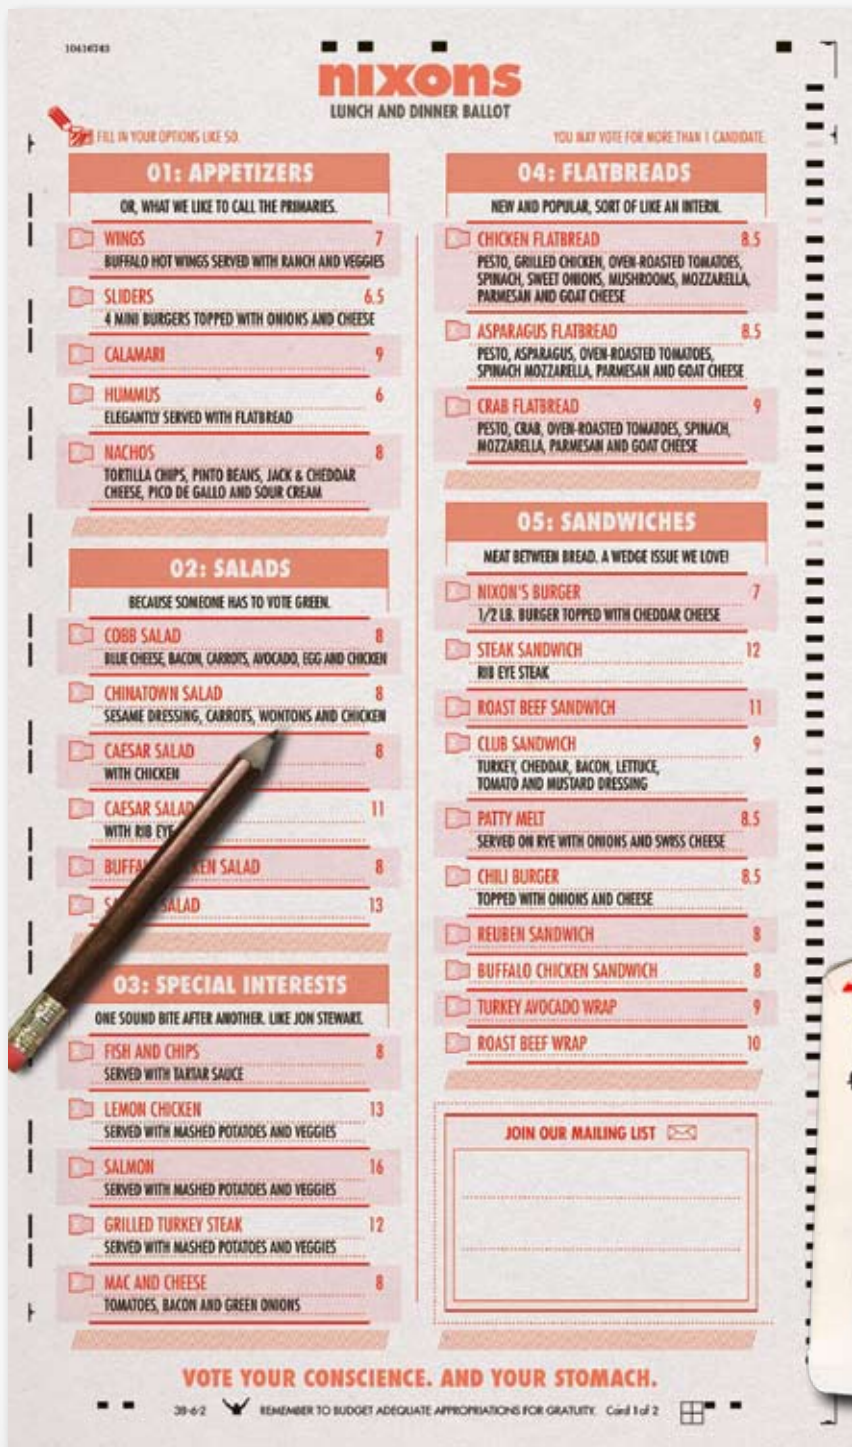 10416743
nixons
LUNCH AND DINNER BALLOT
FILL IN YOUR OPTIONS LIKE SO.
YOU MAY VOTE FOR MORE THAN 1 CANDIDATE.
01: APPETIZERS
OR, WHAT WE LIKE TO CALL THE PRIMARIES.
WINGS 7
BUFFALO HOT WINGS SERVED WITH RANCH AND VEGGIES
SLIDERS 6.5
4 MINI BURGERS TOPPED WITH ONIONS AND CHEESE
CALAMARI 9
HUMMUS 6
ELEGANTLY SERVED WITH FLATBREAD
NACHOS 8
TORTILLA CHIPS, PINTO BEANS, JACK & CHEDDAR
CHEESE, PICO DE GALLO AND SOUR CREAM
02: SALADS
BECAUSE SOMEONE HAS TO VOTE GREEN.
COBB SALAD 8
BLUE CHEESE, BACON, CARROTS, AVOCADO, EGG AND CHICKEN
CHINATOWN SALAD 8
SESAME DRESSING, CARROTS, WONTONS AND CHICKEN
CAESAR SALAD 8
WITH CHICKEN
CAESAR SALAD 11
WITH RIB EYE
SALAD 8
SALAD 13
03: SPECIAL INTERESTS
ONE SOUND BITE AFTER ANOTHER. LIKE JON STEWART.
FISH AND CHIPS 8
SERVED WITH TARTAR SAUCE
LEMON CHICKEN 13
SERVED WITH MASHED POTATOES AND VEGGIES
SALMON 16
SERVED WITH MASHED POTATOES AND VEGGIES
GRILLED TURKEY STEAK 12
SERVED WITH MASHED POTATOES AND VEGGIES
MAC AND CHEESE 8
TOMATOES, BACON AND GREEN ONIONS
04: FLATBREADS
NEW AND POPULAR, SORT OF LIKE AN INTERN.
CHICKEN FLATBREAD 8.5
PESTO, GRILLED CHICKEN, OVEN-ROASTED TOMATOES,
SPINACH, SWEET ONIONS, MUSHROOMS, MOZZARELLA,
PARMESAN AND GOAT CHEESE
ASPARAGUS FLATBREAD 8.5
PESTO, ASPARAGUS, OVEN-ROASTED TOMATOES,
SPINACH MOZZARELLA, PARMESAN AND GOAT CHEESE
CRAB FLATBREAD 9
PESTO, CRAB, OVEN-ROASTED TOMATOES, SPINACH,
MOZZARELLA, PARMESAN AND GOAT CHEESE
05: SANDWICHES
MEAT BETWEEN BREAD. A WEDGE ISSUE WE LOVE!
NIXON'S BURGER 7
1/2 LB. BURGER TOPPED WITH CHEDDAR CHEESE
STEAK SANDWICH 12
RIB EYE STEAK
ROAST BEEF SANDWICH 11
CLUB SANDWICH 9
TURKEY, CHEDDAR, BACON, LETTUCE,
TOMATO AND MUSTARD DRESSING
PATTY MELT 8.5
SERVED ON RYE WITH ONIONS AND SWISS CHEESE
CHILI BURGER 8.5
TOPPED WITH ONIONS AND CHEESE
REUBEN SANDWICH 8
BUFFALO CHICKEN SANDWICH 8
TURKEY AVOCADO WRAP 9
ROAST BEEF WRAP 10
JOIN OUR MAILING LIST
VOTE YOUR CONSCIENCE. AND YOUR STOMACH.
38-6-2 REMEMBER TO BUDGET ADEQUATE APPROPRIATIONS FOR GRATUITY. Card 1 of 2